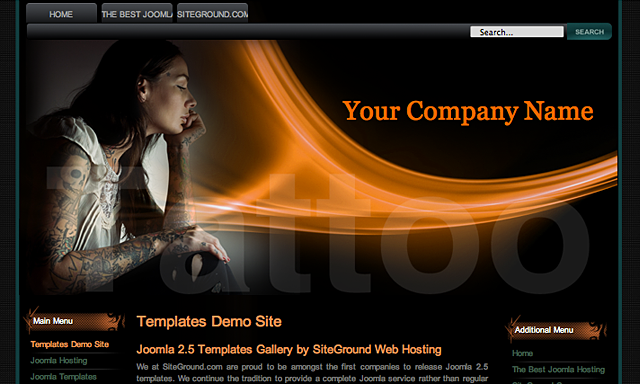 HOME THE BEST JOOMLA SITEGROUND.COM
Search... SEARCH
Your Company Name
Tattoo
Main Menu
Templates Demo Site
Joomla Hosting
Joomla Templates
Templates Demo Site
Joomla 2.5 Templates Gallery by SiteGround Web Hosting
We at SiteGround.com are proud to be amongst the first companies to release Joomla 2.5
templates. We continue the tradition to provide a complete Joomla service rather than regular
Additional Menu
Home
The Best Joomla Hosting